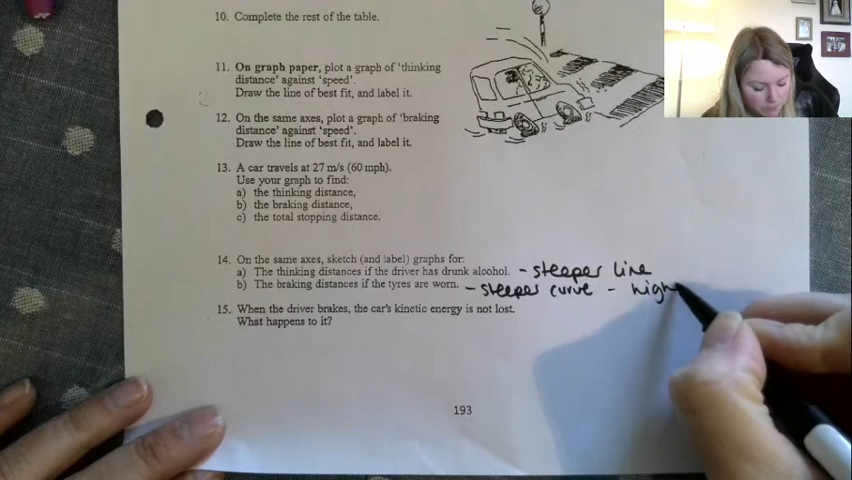 10. Complete the rest of the table.
11. On graph paper, plot a graph of 'thinking
distance' against 'speed'.
Draw the line of best fit, and label it.
12. On the same axes, plot a graph of 'braking
distance' against 'speed'.
Draw the line of best fit, and label it.
13. A car travels at 27 m/s (60 mph).
Use your graph to find:
a) the thinking distance,
b) the braking distance,
c) the total stopping distance.
14. On the same axes, sketch (and label) graphs for:
a) The thinking distances if the driver has drunk alcohol. - steeper line
b) The braking distances if the tyres are worn. - steeper curve - high
15. When the driver brakes, the car's kinetic energy is not lost.
What happens to it?
193